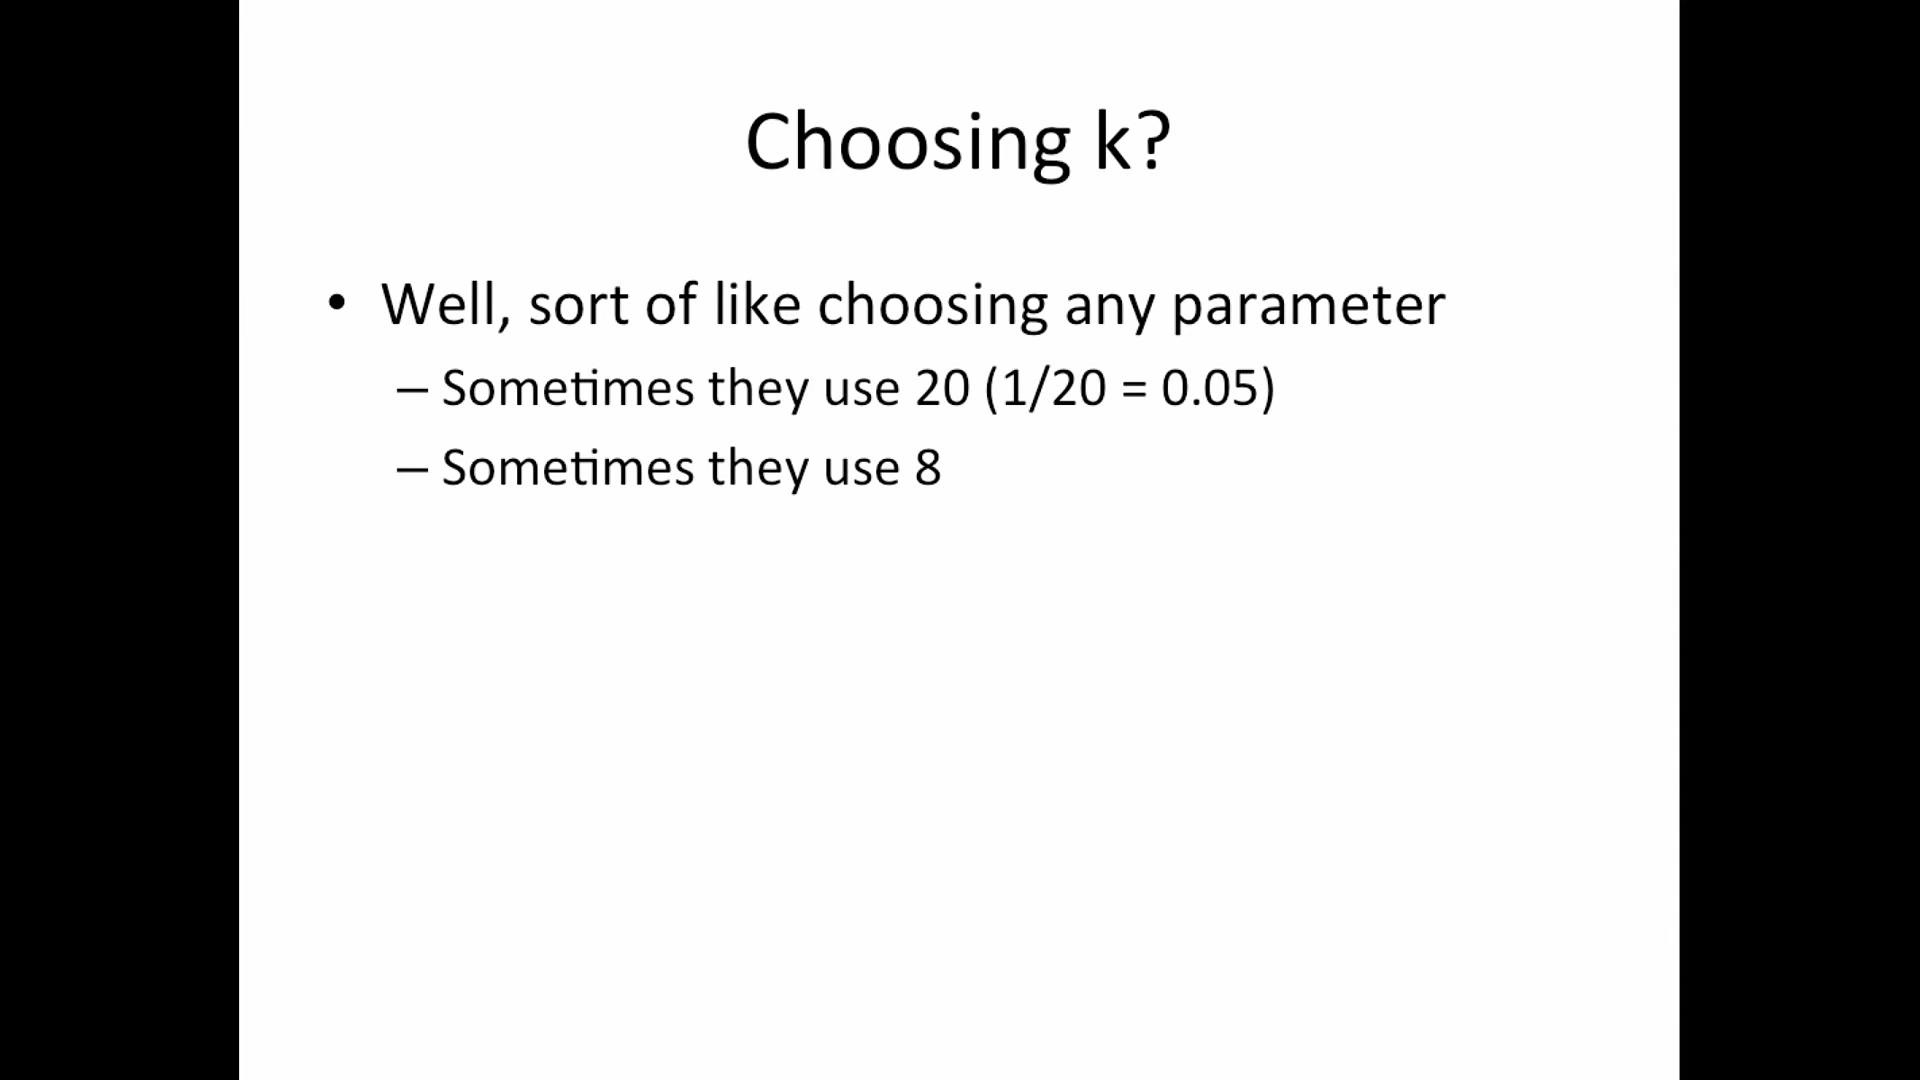 Choosing k?
• Well, sort of like choosing any parameter
– Sometimes they use 20 (1/20 = 0.05)
– Sometimes they use 8